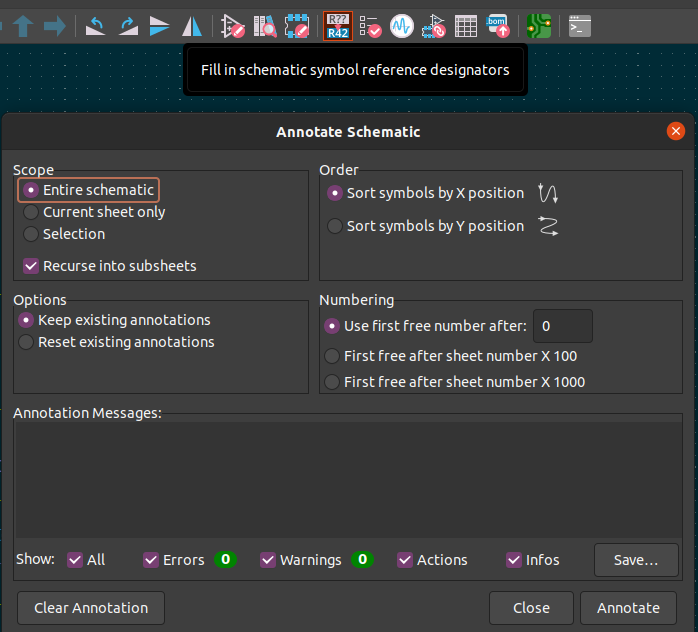 R??
R42
.bom
Fill in schematic symbol reference designators
Annotate Schematic
Scope
Entire schematic
Current sheet only
Selection
Recurse into subsheets
Order
Sort symbols by X position
Sort symbols by Y position
Options
Keep existing annotations
Reset existing annotations
Numbering
Use first free number after: 0
First free after sheet number X 100
First free after sheet number X 1000
Annotation Messages:
Show: All Errors 0 Warnings 0 Actions Infos Save...
Clear Annotation Close Annotate